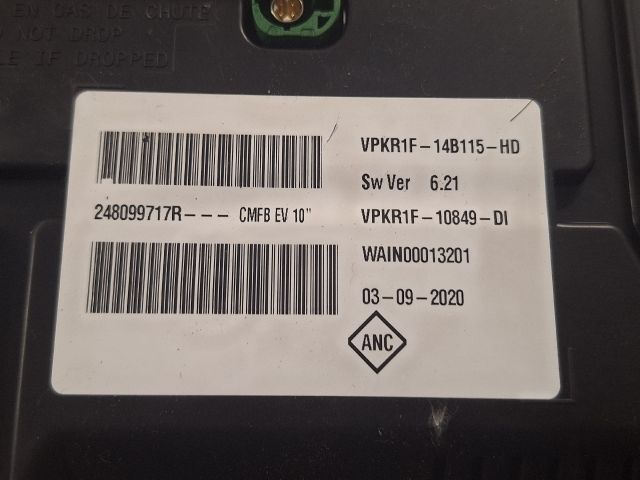 EN CAS DE CHUTE
NOT DROP
IF DROPPED
VPKR1F-14B115-HD
Sw Ver 6.21
248099717R--- CMFB EV 10"
VPKR1F-10849-DI
WAIN00013201
03-09-2020
ANC